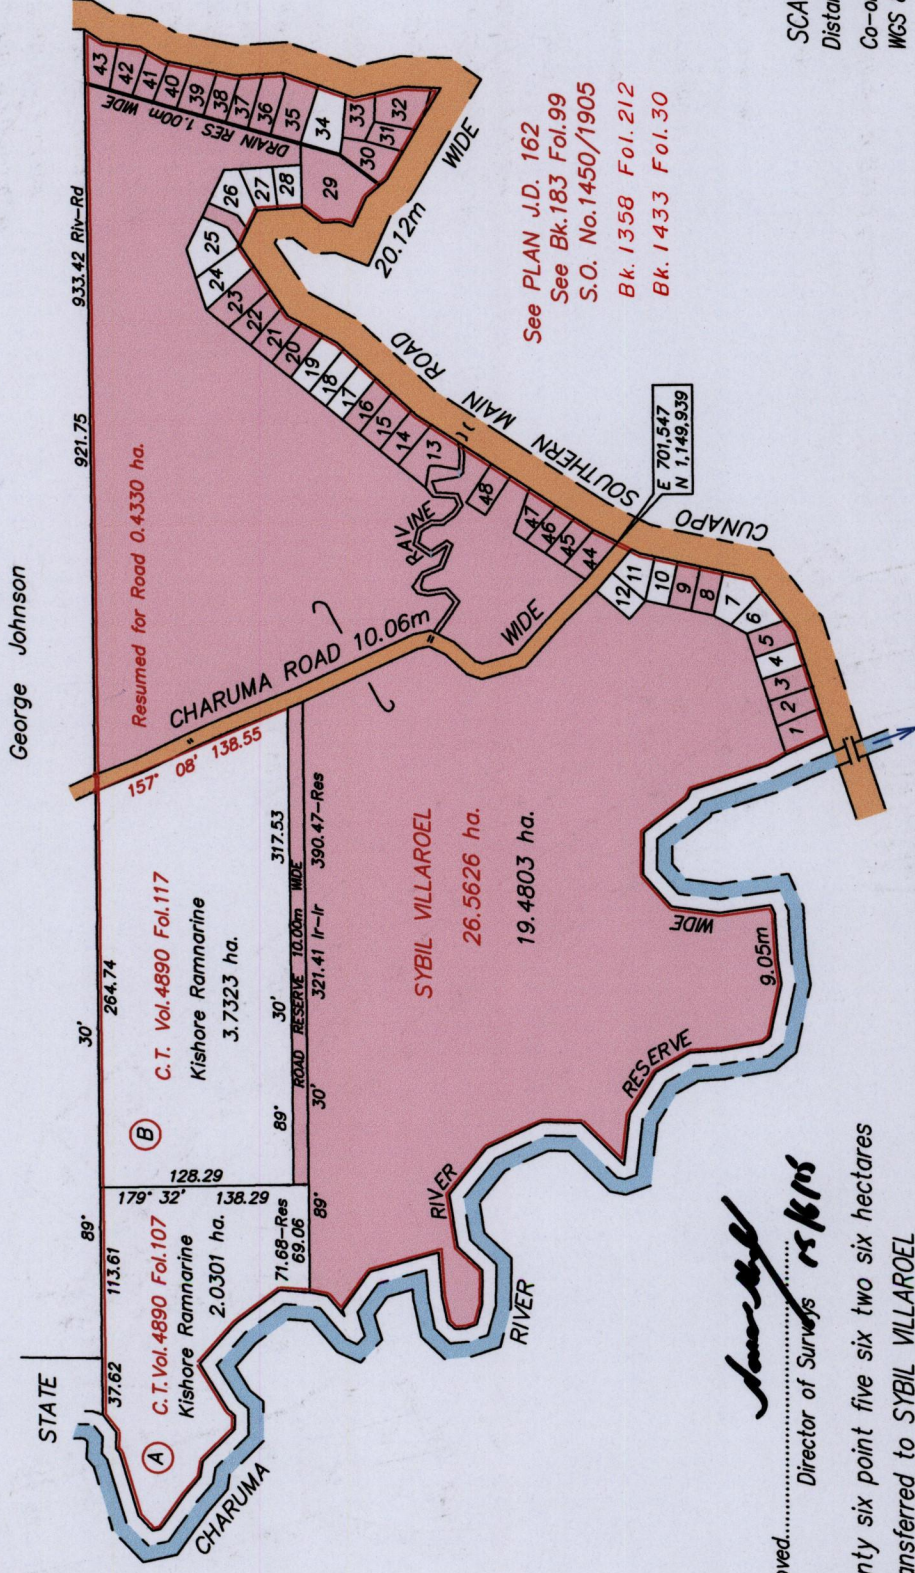 George Johnson
STATE
89° 30'
37.62
113.61
264.74
921.75
933.42 Riv-Rd
Resumed for Road 0.4330 ha.
CHARUMA ROAD 10.06m WIDE
157° 08' 138.55
A
C.T. Vol.4890 Fol.107
Kishore Ramnarine
2.0301 ha.
B
C.T. Vol.4890 Fol.117
Kishore Ramnarine
3.7323 ha.
128.29
179° 32' 138.29
71.68-Res
69.06
89° 30' 317.53
ROAD RESERVE 10.00m WIDE
89° 30' 321.41 Ir-Ir 390.47-Res
SYBIL VILLAROEL
26.5626 ha.
19.4803 ha.
CHARUMA RIVER
RIVER RESERVE 9.05m WIDE
RAVINE
DRAIN RES 1.00m WIDE
43
42
41
40
39
38
37
36
35
34
33
32
31
30
29
28
27
26
25
24
23
22
21
20
19
18
17
16
15
14
13
48
47
46
45
44
12
11
10
9
8
7
6
5
4
3
2
1
CUNAPO SOUTHERN MAIN ROAD 20.12m WIDE
E 701,547
N 1,149,939
See PLAN J.D. 162
See Bk.183 Fol.99
S.O. No.1450/1905
Bk. 1358 Fol. 212
Bk. 1433 Fol. 30
SCA
Distan
Co-o
WGS
oved
Director of Surveys
nty six point five six two six hectares
ansferred to SYBIL VILLAROEL